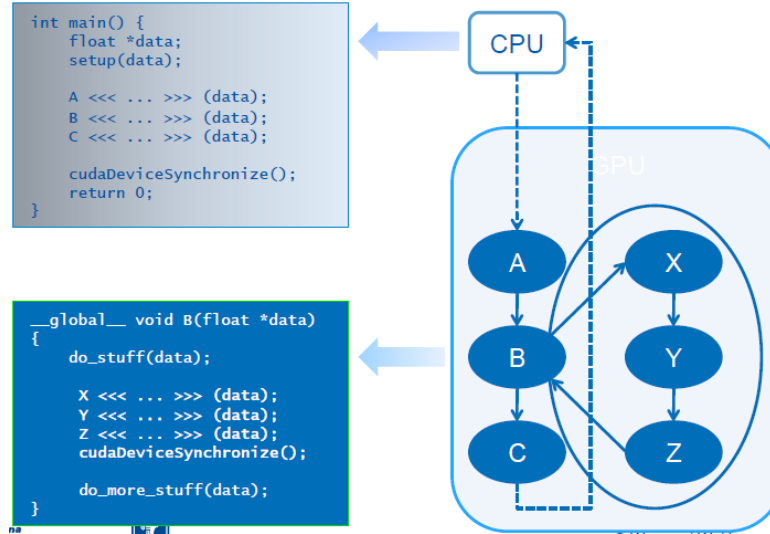 int main() {
float *data;
setup(data);
A <<< ... >>> (data);
B <<< ... >>> (data);
C <<< ... >>> (data);
cudaDeviceSynchronize();
return 0;
}
__global__ void B(float *data)
{
do_stuff(data);
X <<< ... >>> (data);
Y <<< ... >>> (data);
Z <<< ... >>> (data);
cudaDeviceSynchronize();
do_more_stuff(data);
}
CPU
GPU
A
X
B
Y
C
Z